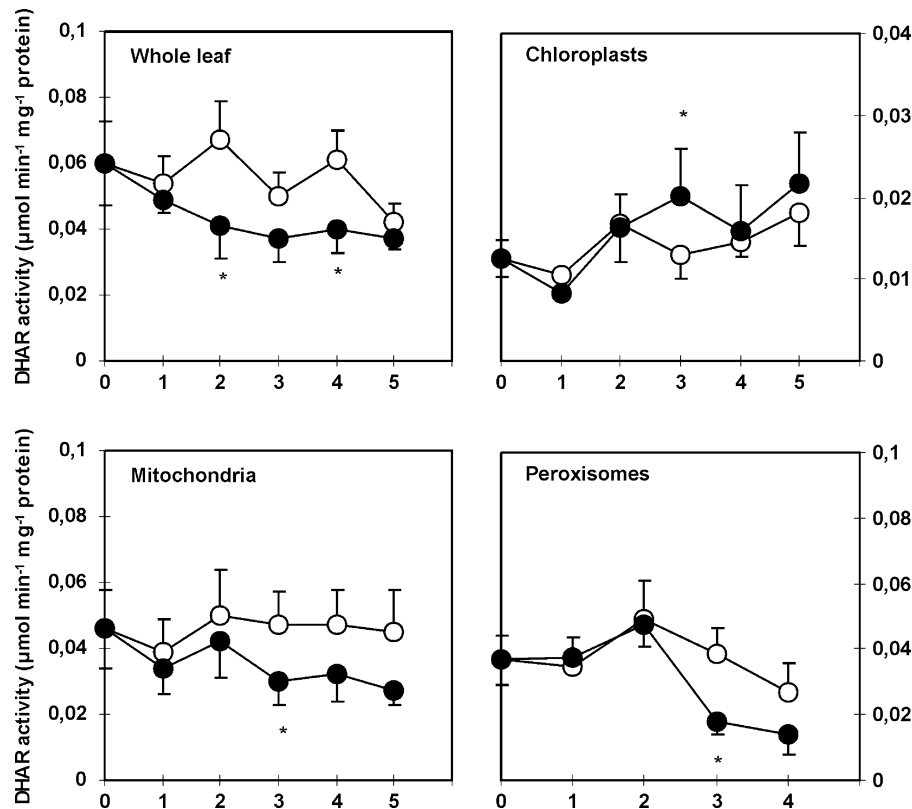 Whole leaf
DHAR activity (µmol min⁻¹ mg⁻¹ protein)
0,1
0,08
0,06
0,04
0,02
0
*
*
0 1 2 3 4 5
Chloroplasts
0,04
0,03
0,02
0,01
0
*
0 1 2 3 4 5
Mitochondria
DHAR activity (µmol min⁻¹ mg⁻¹ protein)
0,1
0,08
0,06
0,04
0,02
0
*
0 1 2 3 4 5
Peroxisomes
0,1
0,08
0,06
0,04
0,02
0
*
0 1 2 3 4